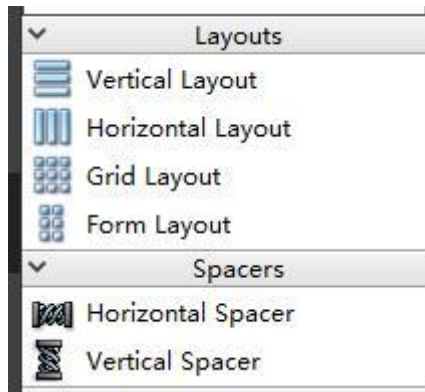 Layouts
Vertical Layout
Horizontal Layout
Grid Layout
Form Layout
Spacers
Horizontal Spacer
Vertical Spacer